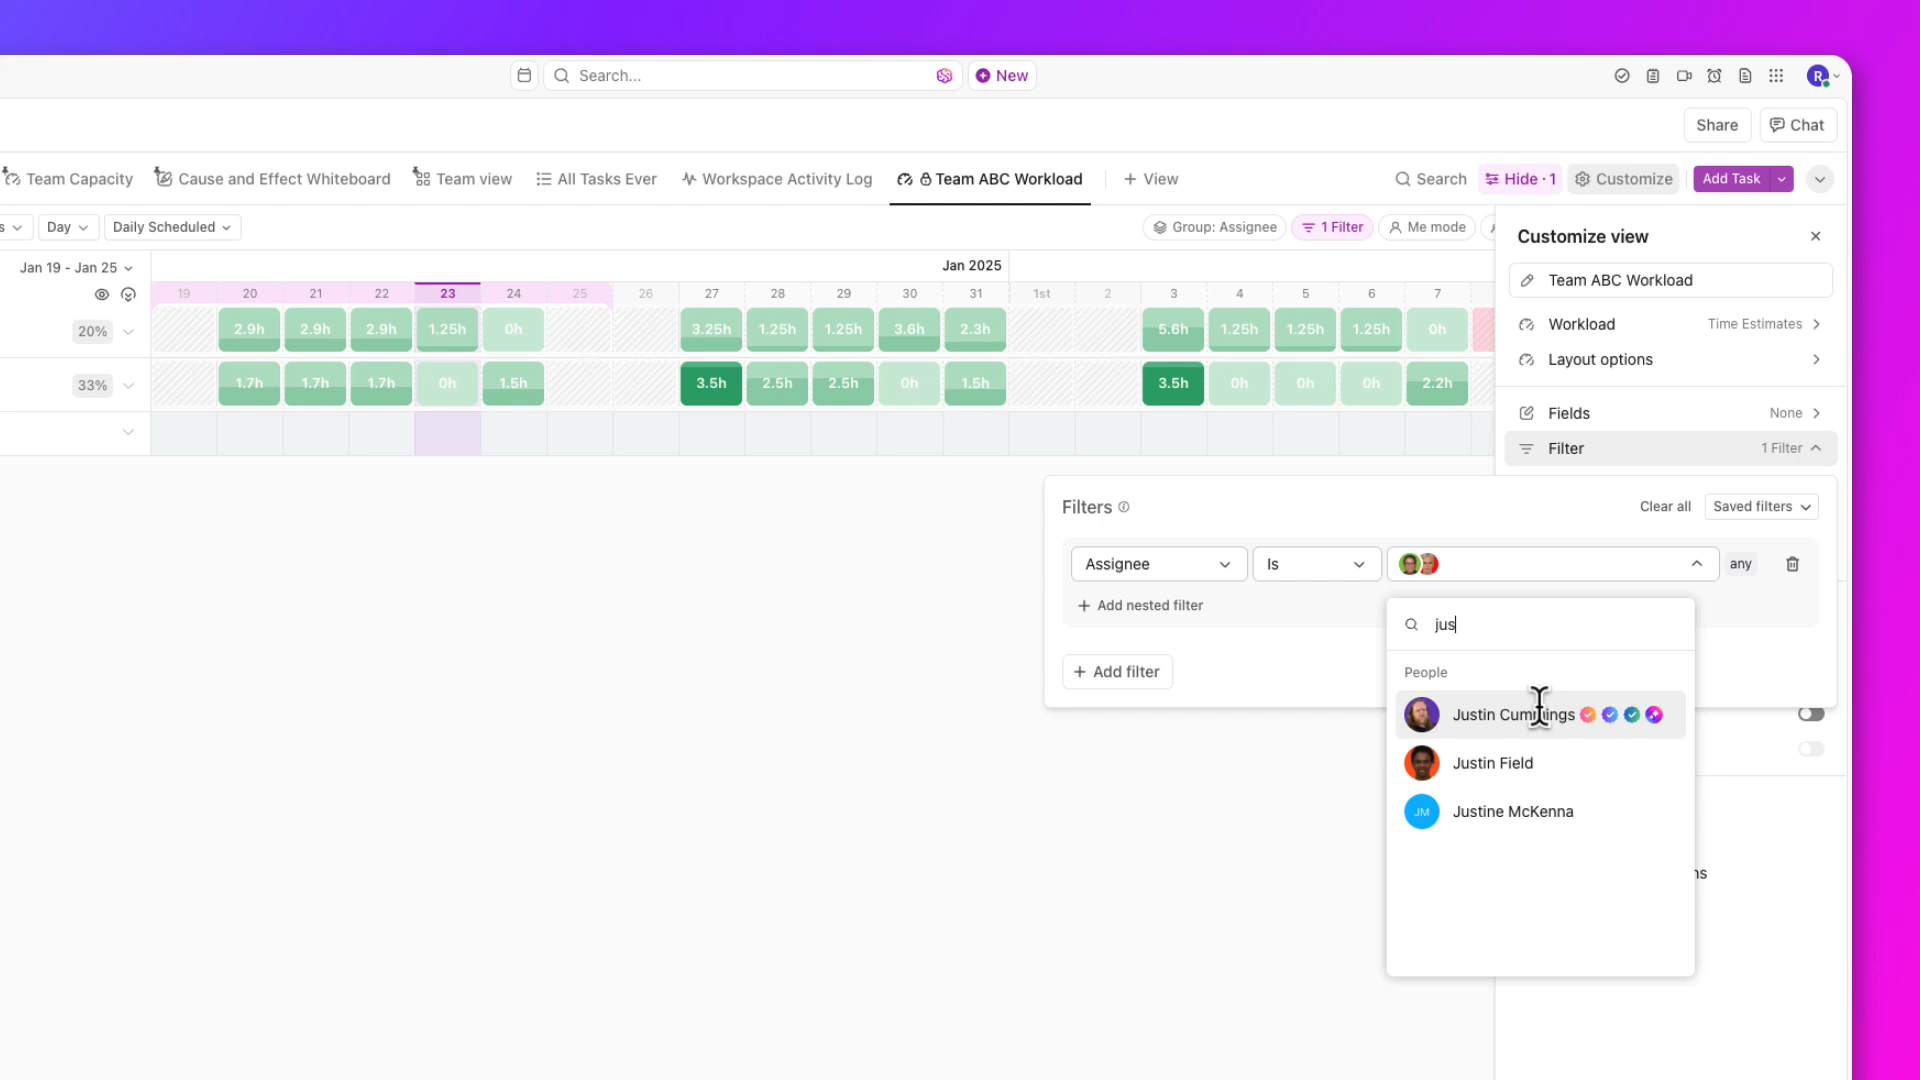 Search...
New
R
Share
Chat
Team Capacity
Cause and Effect Whiteboard
Team view
All Tasks Ever
Workspace Activity Log
Team ABC Workload
+ View
Search
Hide · 1
Customize
Add Task
s
Day
Daily Scheduled
Group: Assignee
1 Filter
Me mode
Customize view
Jan 19 - Jan 25
Jan 2025
Team ABC Workload
19 20 21 22 23 24 25 26 27 28 29 30 31 1st 2 3 4 5 6 7
20% 2.9h 2.9h 2.9h 1.25h 0h 3.25h 1.25h 1.25h 3.6h 2.3h 5.6h 1.25h 1.25h 1.25h 0h
Workload Time Estimates
Layout options
33% 1.7h 1.7h 1.7h 0h 1.5h 3.5h 2.5h 2.5h 0h 1.5h 3.5h 0h 0h 0h 2.2h
Fields None
Filter 1 Filter
Filters
Clear all
Saved filters
Assignee
Is
any
+ Add nested filter
jus
+ Add filter
People
Justin Cummings
Justin Field
JM Justine McKenna
ns